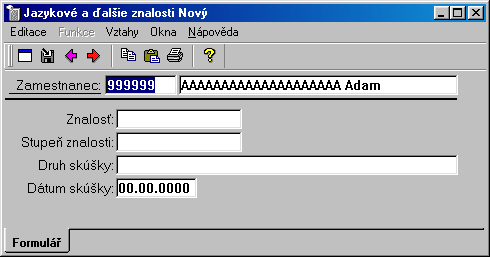 Jazykové a ďalšie znalosti Nový
Editace Funkce Vztahy Okna Nápověda
Zamestnanec: 999999 AAAAAAAAAAAAAAAAAAAA Adam
Znalosť:
Stupeň znalosti:
Druh skúšky:
Dátum skúšky: 00.00.0000
Formulář